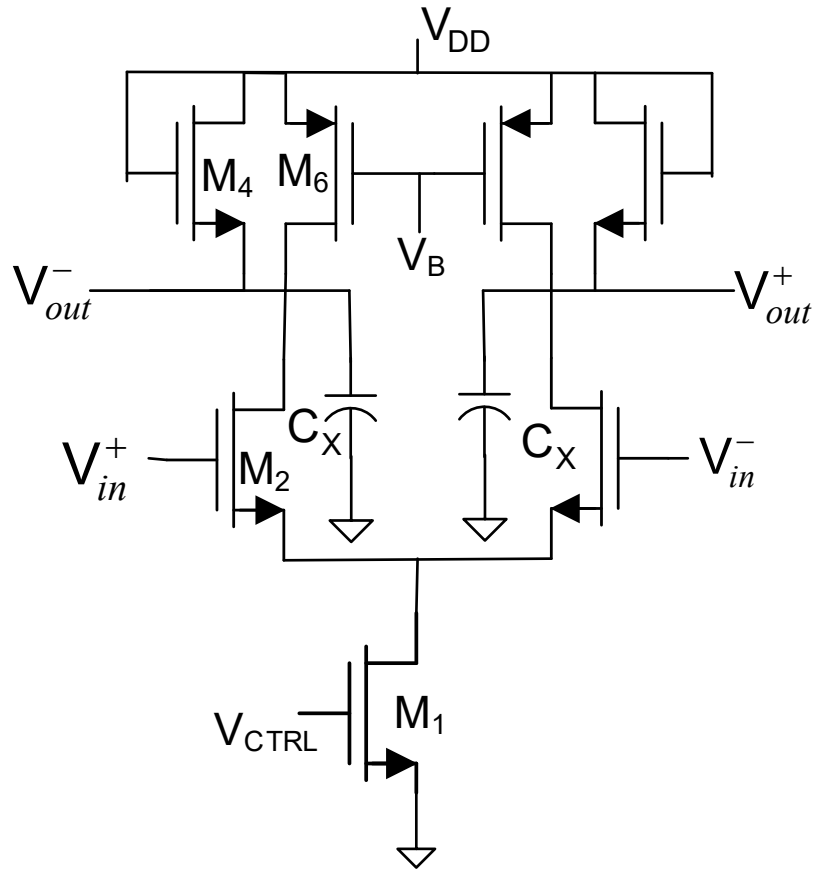 V_DD
M_4
M_6
V_B
V_out^−
V_out^+
V_in^+
M_2
C_X
C_X
V_in^−
V_CTRL
M_1